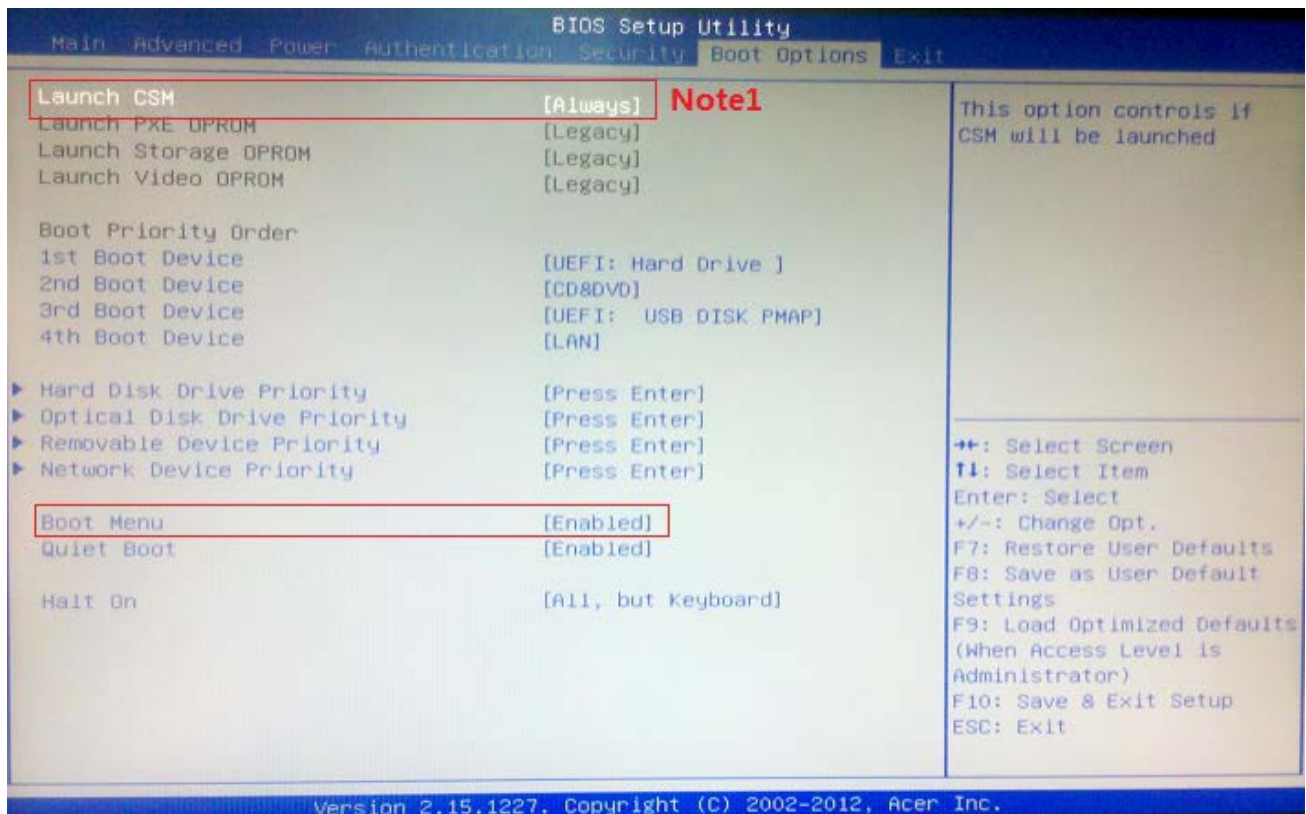 BIOS Setup Utility
Main Advanced Power Authentication Security Boot Options Exit
Launch CSM [Always] Note1
Launch PXE OPROM [Legacy]
Launch Storage OPROM [Legacy]
Launch Video OPROM [Legacy]
Boot Priority Order
1st Boot Device [UEFI: Hard Drive ]
2nd Boot Device [CD&DVD]
3rd Boot Device [UEFI: USB DISK PMAP]
4th Boot Device [LAN]
Hard Disk Drive Priority [Press Enter]
Optical Disk Drive Priority [Press Enter]
Removable Device Priority [Press Enter]
Network Device Priority [Press Enter]
Boot Menu [Enabled]
Quiet Boot [Enabled]
Halt On [All, but Keyboard]
This option controls if
CSM will be launched
→←: Select Screen
↑↓: Select Item
Enter: Select
+/-: Change Opt.
F7: Restore User Defaults
F8: Save as User Default
Settings
F9: Load Optimized Defaults
(When Access Level is
Administrator)
F10: Save & Exit Setup
ESC: Exit
Version 2.15.1227. Copyright (C) 2002-2012, Acer Inc.